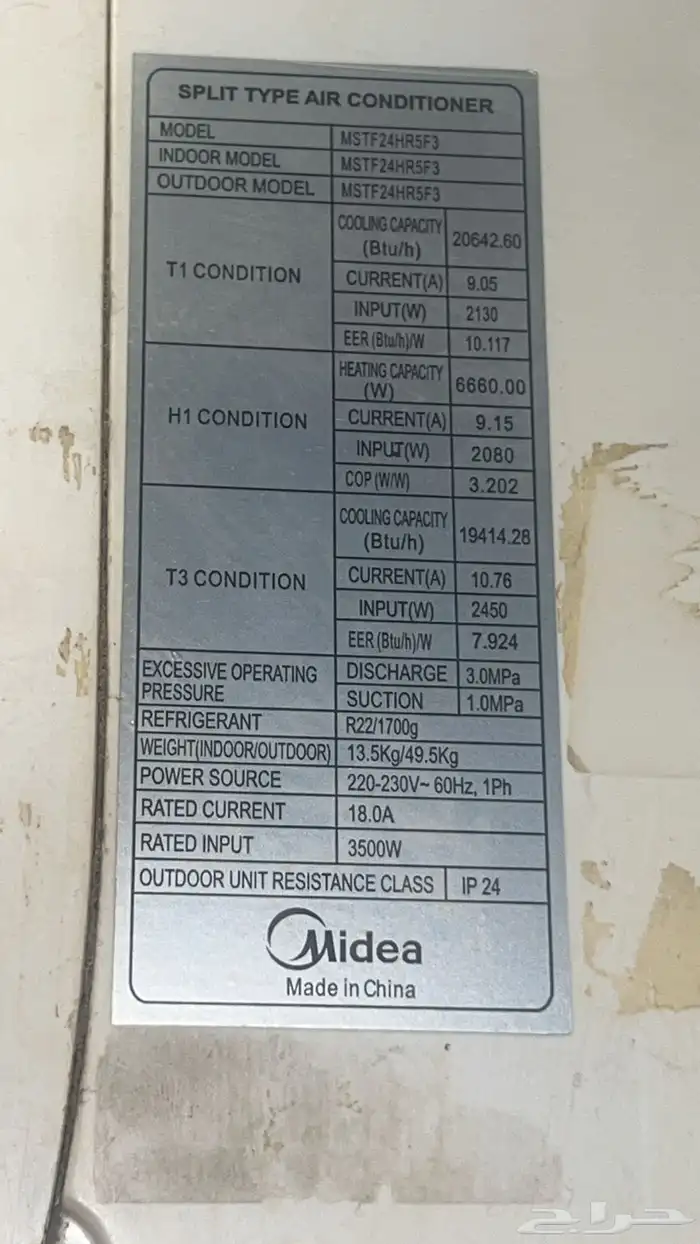 SPLIT TYPE AIR CONDITIONER
MODEL MSTF24HR5F3
INDOOR MODEL MSTF24HR5F3
OUTDOOR MODEL MSTF24HR5F3
T1 CONDITION
COOLING CAPACITY (Btu/h) 20642.60
CURRENT(A) 9.05
INPUT(W) 2130
EER (Btu/h)/W 10.117
H1 CONDITION
HEATING CAPACITY (W) 6660.00
CURRENT(A) 9.15
INPUT(W) 2080
COP (W/W) 3.202
T3 CONDITION
COOLING CAPACITY (Btu/h) 19414.28
CURRENT(A) 10.76
INPUT(W) 2450
EER (Btu/h)/W 7.924
EXCESSIVE OPERATING PRESSURE
DISCHARGE 3.0MPa
SUCTION 1.0MPa
REFRIGERANT R22/1700g
WEIGHT(INDOOR/OUTDOOR) 13.5Kg/49.5Kg
POWER SOURCE 220-230V~ 60Hz, 1Ph
RATED CURRENT 18.0A
RATED INPUT 3500W
OUTDOOR UNIT RESISTANCE CLASS IP 24
Midea
Made in China
حراج